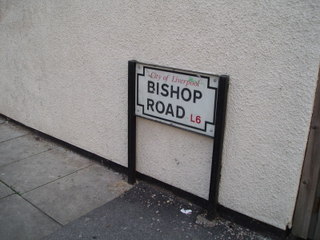 City of Liverpool
BISHOP
ROAD L6